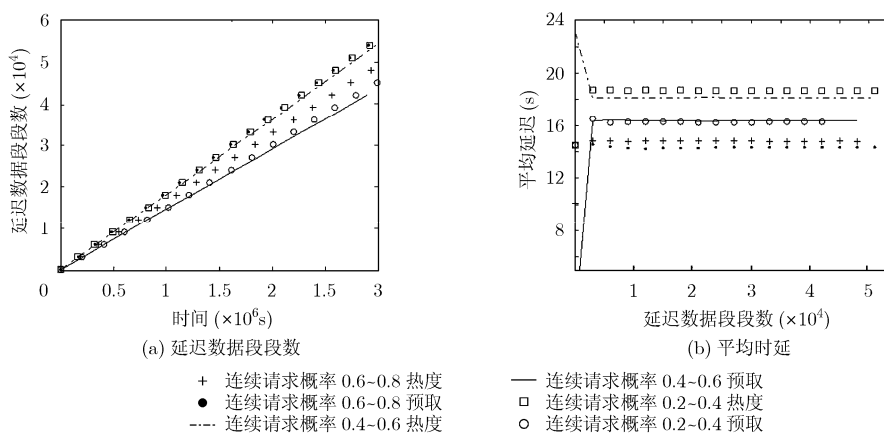 6
5
4
3
2
1
0
0.5
1
1.5
2
2.5
3
延迟数据段段数 (×10⁴)
时间 (×10⁶s)
(a) 延迟数据段段数
24
20
16
12
8
1
2
3
4
5
平均延迟(s)
延迟数据段段数 (×10⁴)
(b) 平均时延
+ 连续请求概率 0.6~0.8 热度
● 连续请求概率 0.6~0.8 预取
连续请求概率 0.4~0.6 热度
连续请求概率 0.4~0.6 预取
□ 连续请求概率 0.2~0.4 热度
○ 连续请求概率 0.2~0.4 预取